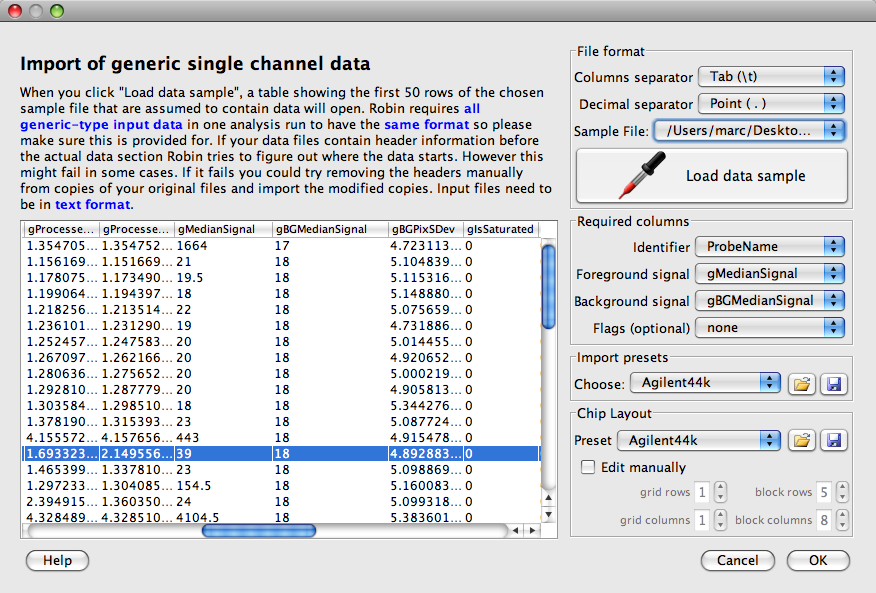 Import of generic single channel data
When you click "Load data sample", a table showing the first 50 rows of the chosen
sample file that are assumed to contain data will open. Robin requires all
generic-type input data in one analysis run to have the same format so please
make sure this is provided for. If your data files contain header information before
the actual data section Robin tries to figure out where the data starts. However this
might fail in some cases. If it fails you could try removing the headers manually
from copies of your original files and import the modified copies. Input files need to
be in text format.
gProcesse... gProcesse... gMedianSignal gBGMedianSignal gBGPixSDev gIsSaturated
1.354705... 1.354752... 1664 17 4.723113... 0
1.156169... 1.151669... 21 18 5.104839... 0
1.178075... 1.173490... 19.5 18 5.115316... 0
1.199064... 1.194397... 18 18 5.148880... 0
1.218256... 1.213514... 22 18 5.075659... 0
1.236101... 1.231290... 19 18 4.731886... 0
1.252457... 1.247583... 20 18 5.014455... 0
1.267097... 1.262166... 20 18 4.920652... 0
1.280636... 1.275652... 20 18 5.000219... 0
1.292810... 1.287779... 20 18 4.905813... 0
1.303584... 1.298510... 18 18 5.344276... 0
1.378190... 1.315393... 23 18 5.087724... 0
4.155572... 4.157656... 443 18 4.915478... 0
1.693323... 2.149556... 39 18 4.892883... 0
1.465399... 1.337810... 23 18 5.098869... 0
1.297233... 1.304085... 154.5 18 5.160083... 0
2.394915... 1.360350... 24 18 5.099318... 0
4.328489... 4.328510... 4104.5 18 5.383601... 0
Help
File format
Columns separator Tab (\t)
Decimal separator Point ( . )
Sample File: /Users/marc/Deskto...
Load data sample
Required columns
Identifier ProbeName
Foreground signal gMedianSignal
Background signal gBGMedianSignal
Flags (optional) none
Import presets
Choose: Agilent44k
Chip Layout
Preset Agilent44k
Edit manually
grid rows 1 block rows 5
grid columns 1 block columns 8
Cancel OK